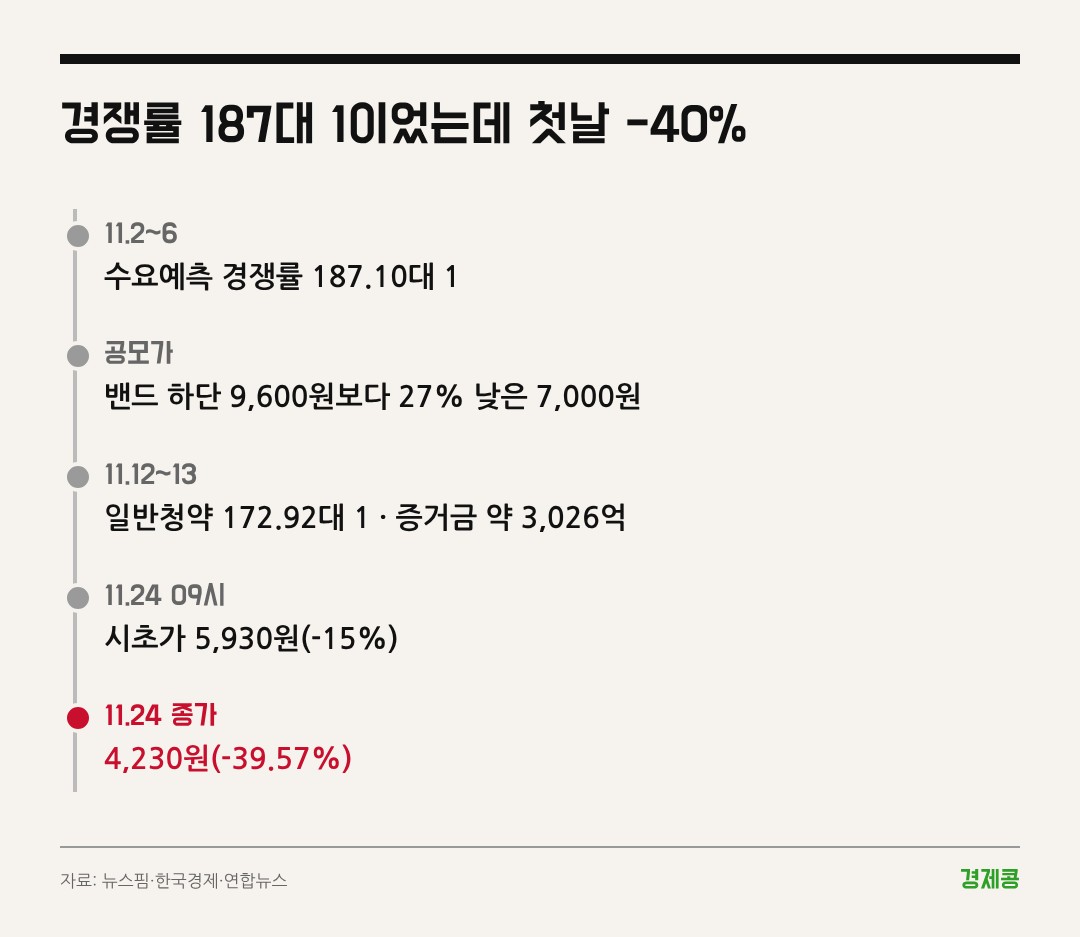 경쟁률 187대 1이었는데 첫날 -40%
11.2~6
수요예측 경쟁률 187.10대 1
공모가
밴드 하단 9,600원보다 27% 낮은 7,000원
11.12~13
일반청약 172.92대 1 · 증거금 약 3,026억
11.24 09시
시초가 5,930원(-15%)
11.24 종가
4,230원(-39.57%)
자료: 뉴스핌·한국경제·연합뉴스
경제콩